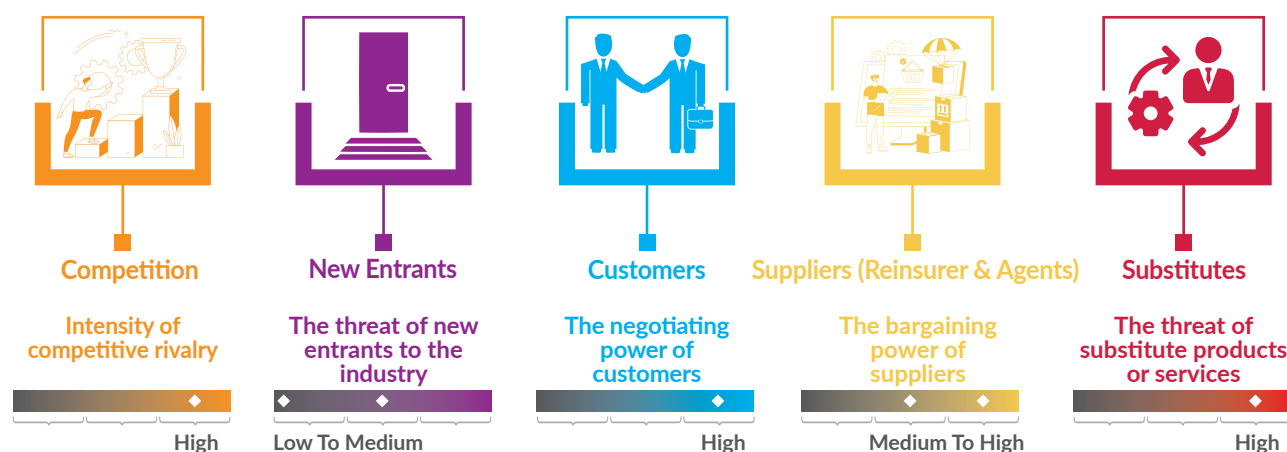 Competition
Intensity of
competitive rivalry
High
New Entrants
The threat of new
entrants to the
industry
Low To Medium
Customers
The negotiating
power of
customers
High
Suppliers (Reinsurer & Agents)
The bargaining
power of
suppliers
Medium To High
Substitutes
The threat of
substitute products
or services
High